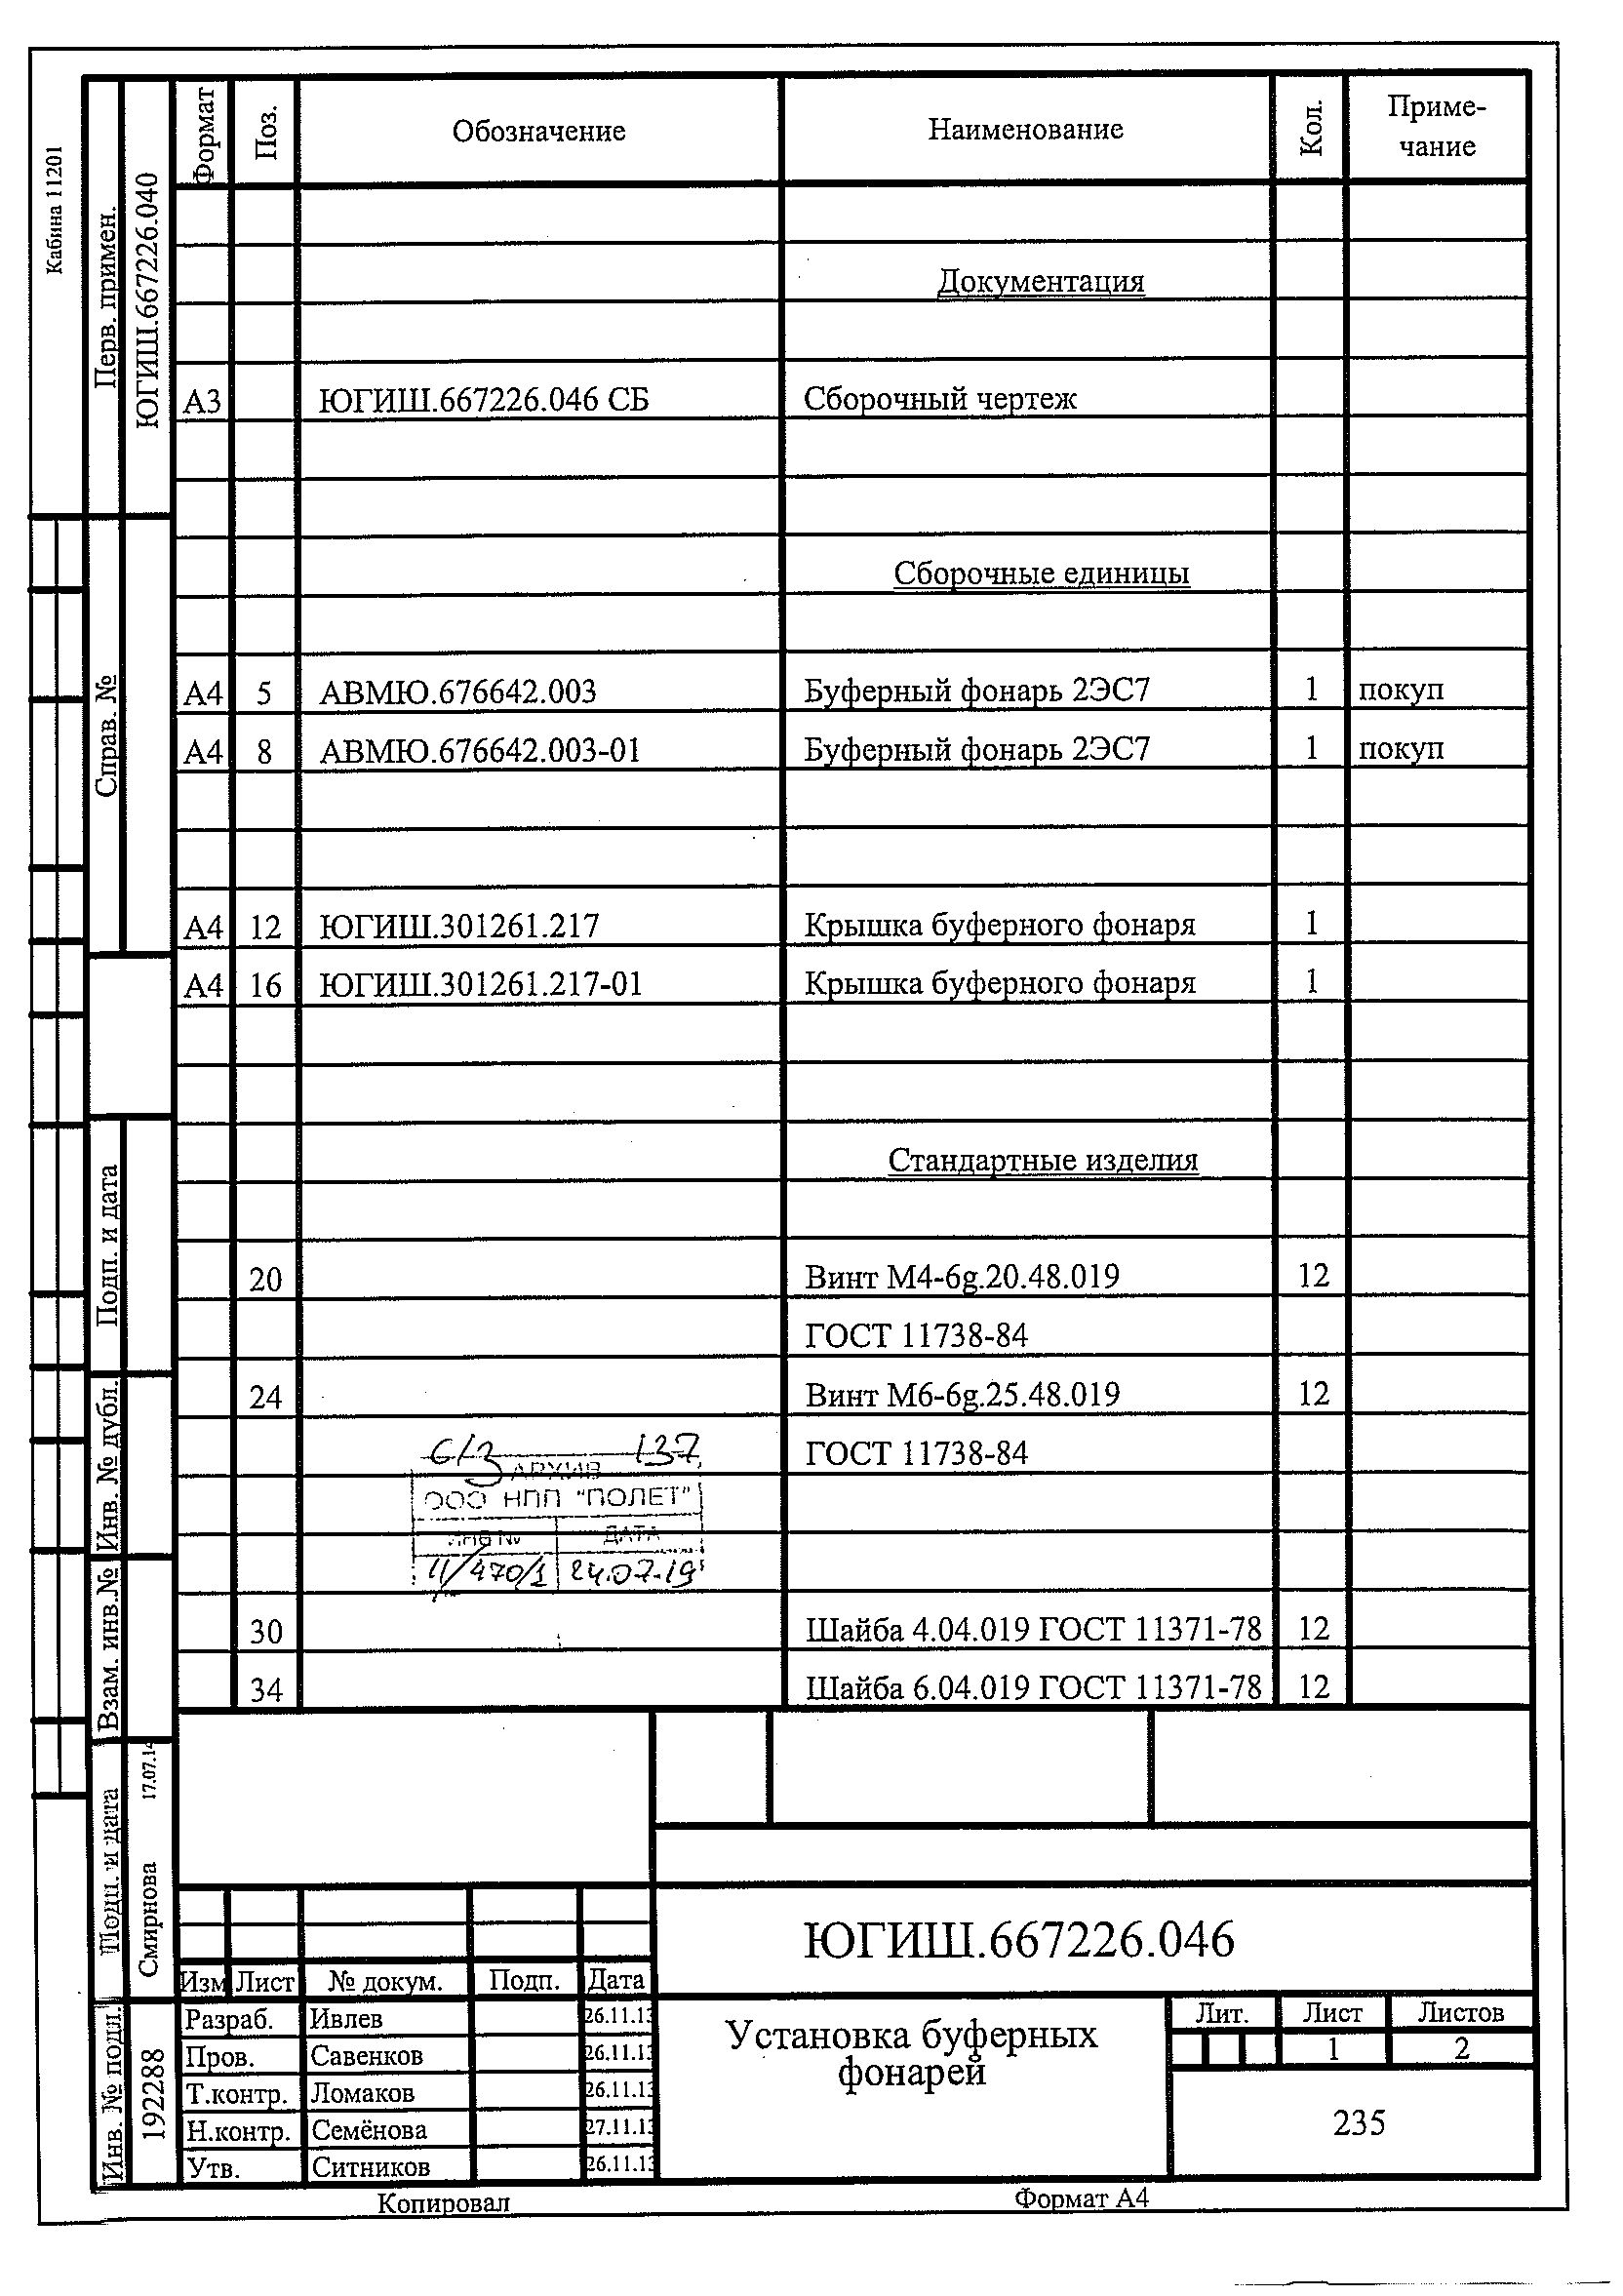 Кабина 11201
Перв. примен.
ЮГИШ.667226.040
Справ. №
Подп. и дата
Инв. № дубл.
Взам. инв.№
Подп. и дата
Смирнова 17.07.14
Инв. № подл.
192288
Формат Поз. Обозначение Наименование Кол. Приме-
чание
Документация
А3 ЮГИШ.667226.046 СБ Сборочный чертеж
Сборочные единицы
А4 5 АВМЮ.676642.003 Буферный фонарь 2ЭС7 1 покуп
А4 8 АВМЮ.676642.003-01 Буферный фонарь 2ЭС7 1 покуп
А4 12 ЮГИШ.301261.217 Крышка буферного фонаря 1
А4 16 ЮГИШ.301261.217-01 Крышка буферного фонаря 1
Стандартные изделия
20 Винт М4-6g.20.48.019 12
ГОСТ 11738-84
24 Винт М6-6g.25.48.019 12
ГОСТ 11738-84
137
АРХИВ
ООО НПП "ПОЛЕТ"
ИНВ № ДАТА
11/470/1 24.07.19
30 Шайба 4.04.019 ГОСТ 11371-78 12
34 Шайба 6.04.019 ГОСТ 11371-78 12
ЮГИШ.667226.046
Изм Лист № докум. Подп. Дата
Разраб. Ивлев 26.11.13
Пров. Савенков 26.11.13
Т.контр. Ломаков 26.11.13
Н.контр. Семёнова 27.11.13
Утв. Ситников 26.11.13
Установка буферных
фонарей
Лит. Лист Листов
1 2
235
Копировал Формат А4